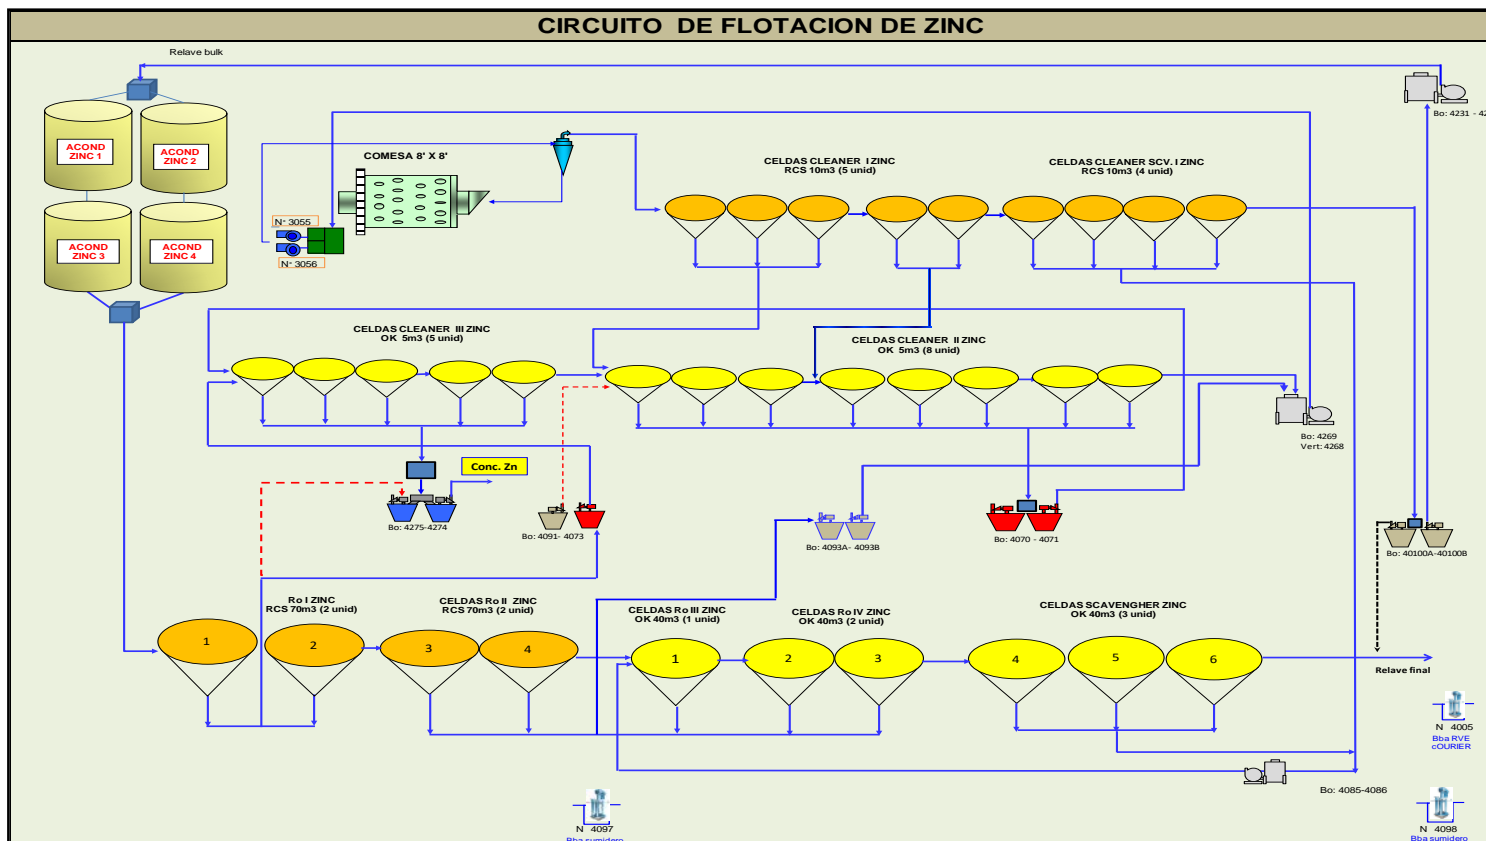 CIRCUITO DE FLOTACION DE ZINC
Relave bulk
Bo: 4231 - 42
ACOND
ZINC 1
ACOND
ZINC 2
COMESA 8' X 8'
CELDAS CLEANER I ZINC
RCS 10m3 (5 unid)
CELDAS CLEANER SCV. I ZINC
RCS 10m3 (4 unid)
N° 3055
ACOND
ZINC 3
ACOND
ZINC 4
N° 3056
CELDAS CLEANER III ZINC
OK 5m3 (5 unid)
CELDAS CLEANER II ZINC
OK 5m3 (8 unid)
Bo: 4269
Vert: 4268
Conc. Zn
Bo: 4275-4274
Bo: 4091- 4073
Bo: 4093A- 4093B
Bo: 4070 - 4071
Bo: 40100A-40100B
Ro I ZINC
RCS 70m3 (2 unid)
CELDAS Ro II ZINC
RCS 70m3 (2 unid)
CELDAS Ro III ZINC
OK 40m3 (1 unid)
CELDAS Ro IV ZINC
OK 40m3 (2 unid)
CELDAS SCAVENGHER ZINC
OK 40m3 (3 unid)
1
2
3
4
1
2
3
4
5
6
Relave final
N 4005
Bba RVE
cOURIER
Bo: 4085-4086
N 4097
Bba sumidero
N 4098
Bba sumidero